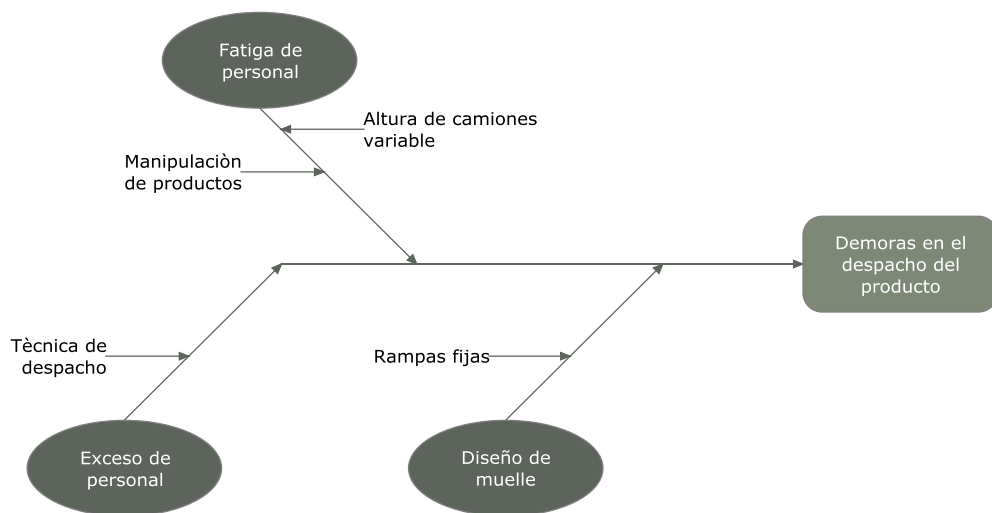 Fatiga de
personal
Altura de camiones
variable
Manipulaciòn
de productos
Demoras en el
despacho del
producto
Tècnica de
despacho
Rampas fijas
Exceso de
personal
Diseño de
muelle